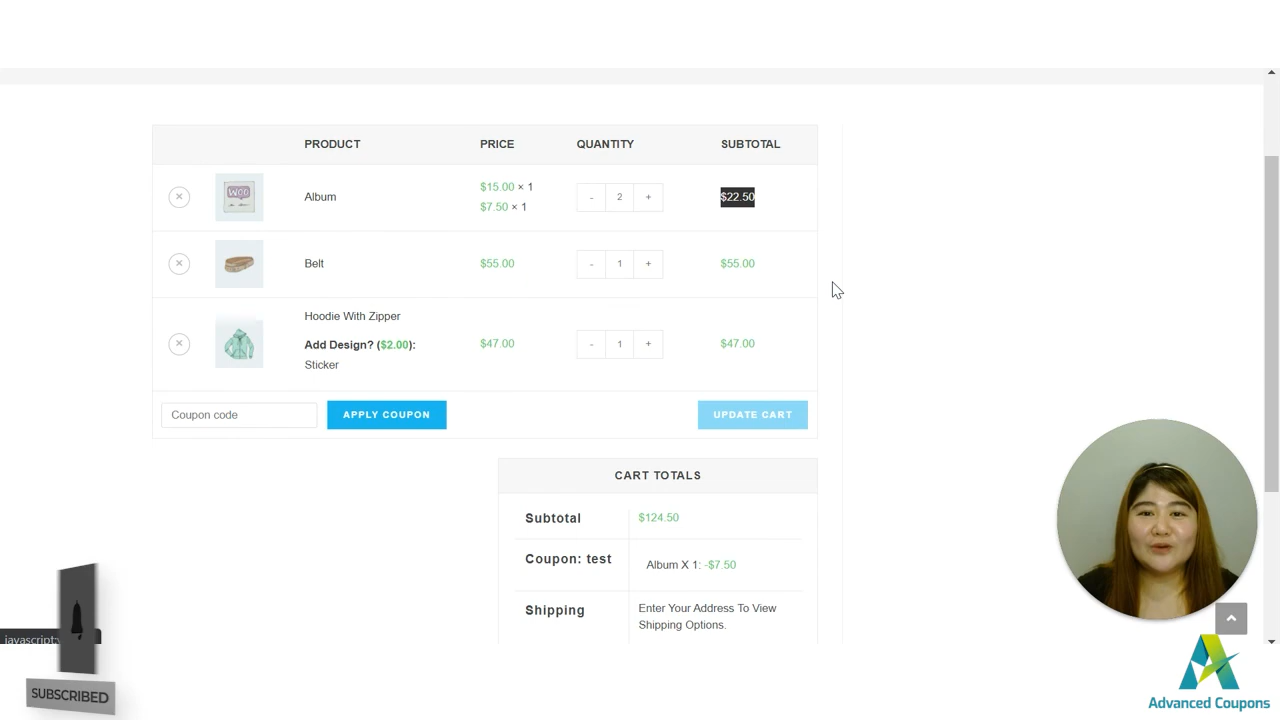 PRODUCT PRICE QUANTITY SUBTOTAL
× WOO Album $15.00 × 1 - 2 + $22.50
$7.50 × 1
× Belt $55.00 - 1 + $55.00
Hoodie With Zipper
× Add Design? ($2.00): $47.00 - 1 + $47.00
Sticker
Coupon code APPLY COUPON UPDATE CART
CART TOTALS
Subtotal $124.50
Coupon: test Album X 1: -$7.50
Shipping Enter Your Address To View
Shipping Options.
javascript:
SUBSCRIBED
Advanced Coupons